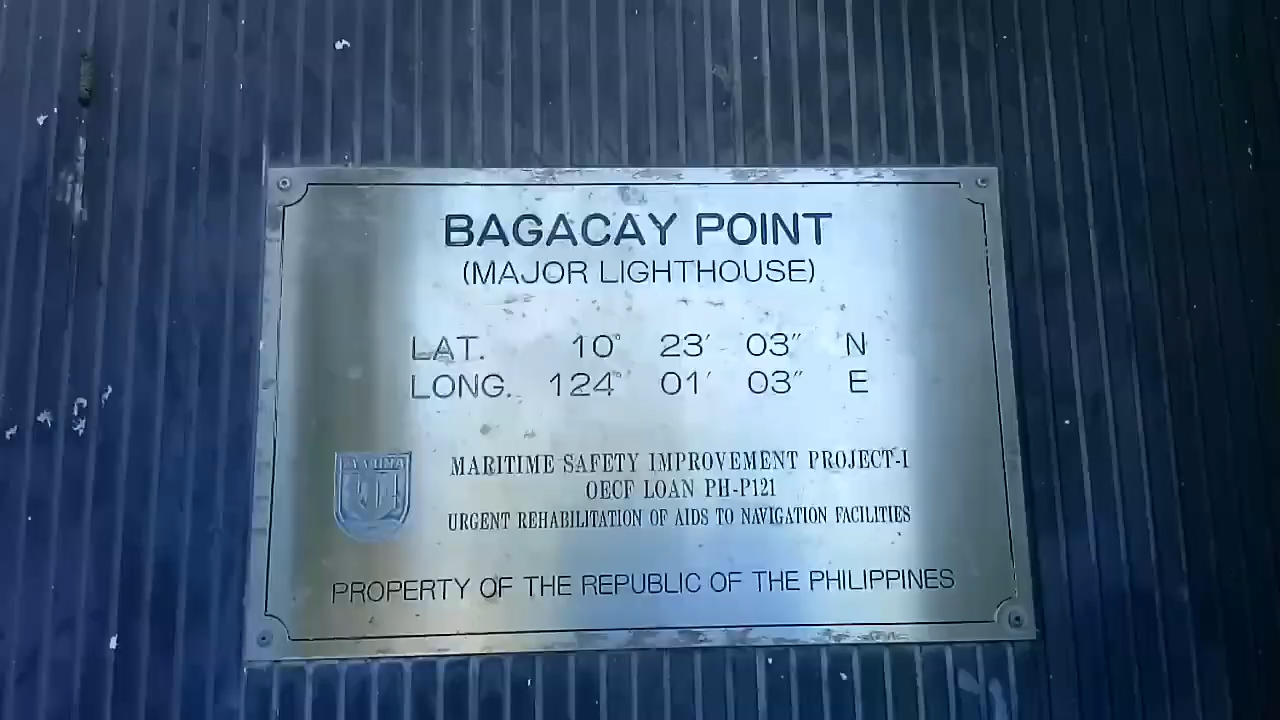 BAGACAY POINT
(MAJOR LIGHTHOUSE)
LAT. 10° 23′ 03″ N
LONG. 124° 01′ 03″ E
MARITIME SAFETY IMPROVEMENT PROJECT-I
OECF LOAN PH-P121
URGENT REHABILITATION OF AIDS TO NAVIGATION FACILITIES
PROPERTY OF THE REPUBLIC OF THE PHILIPPINES